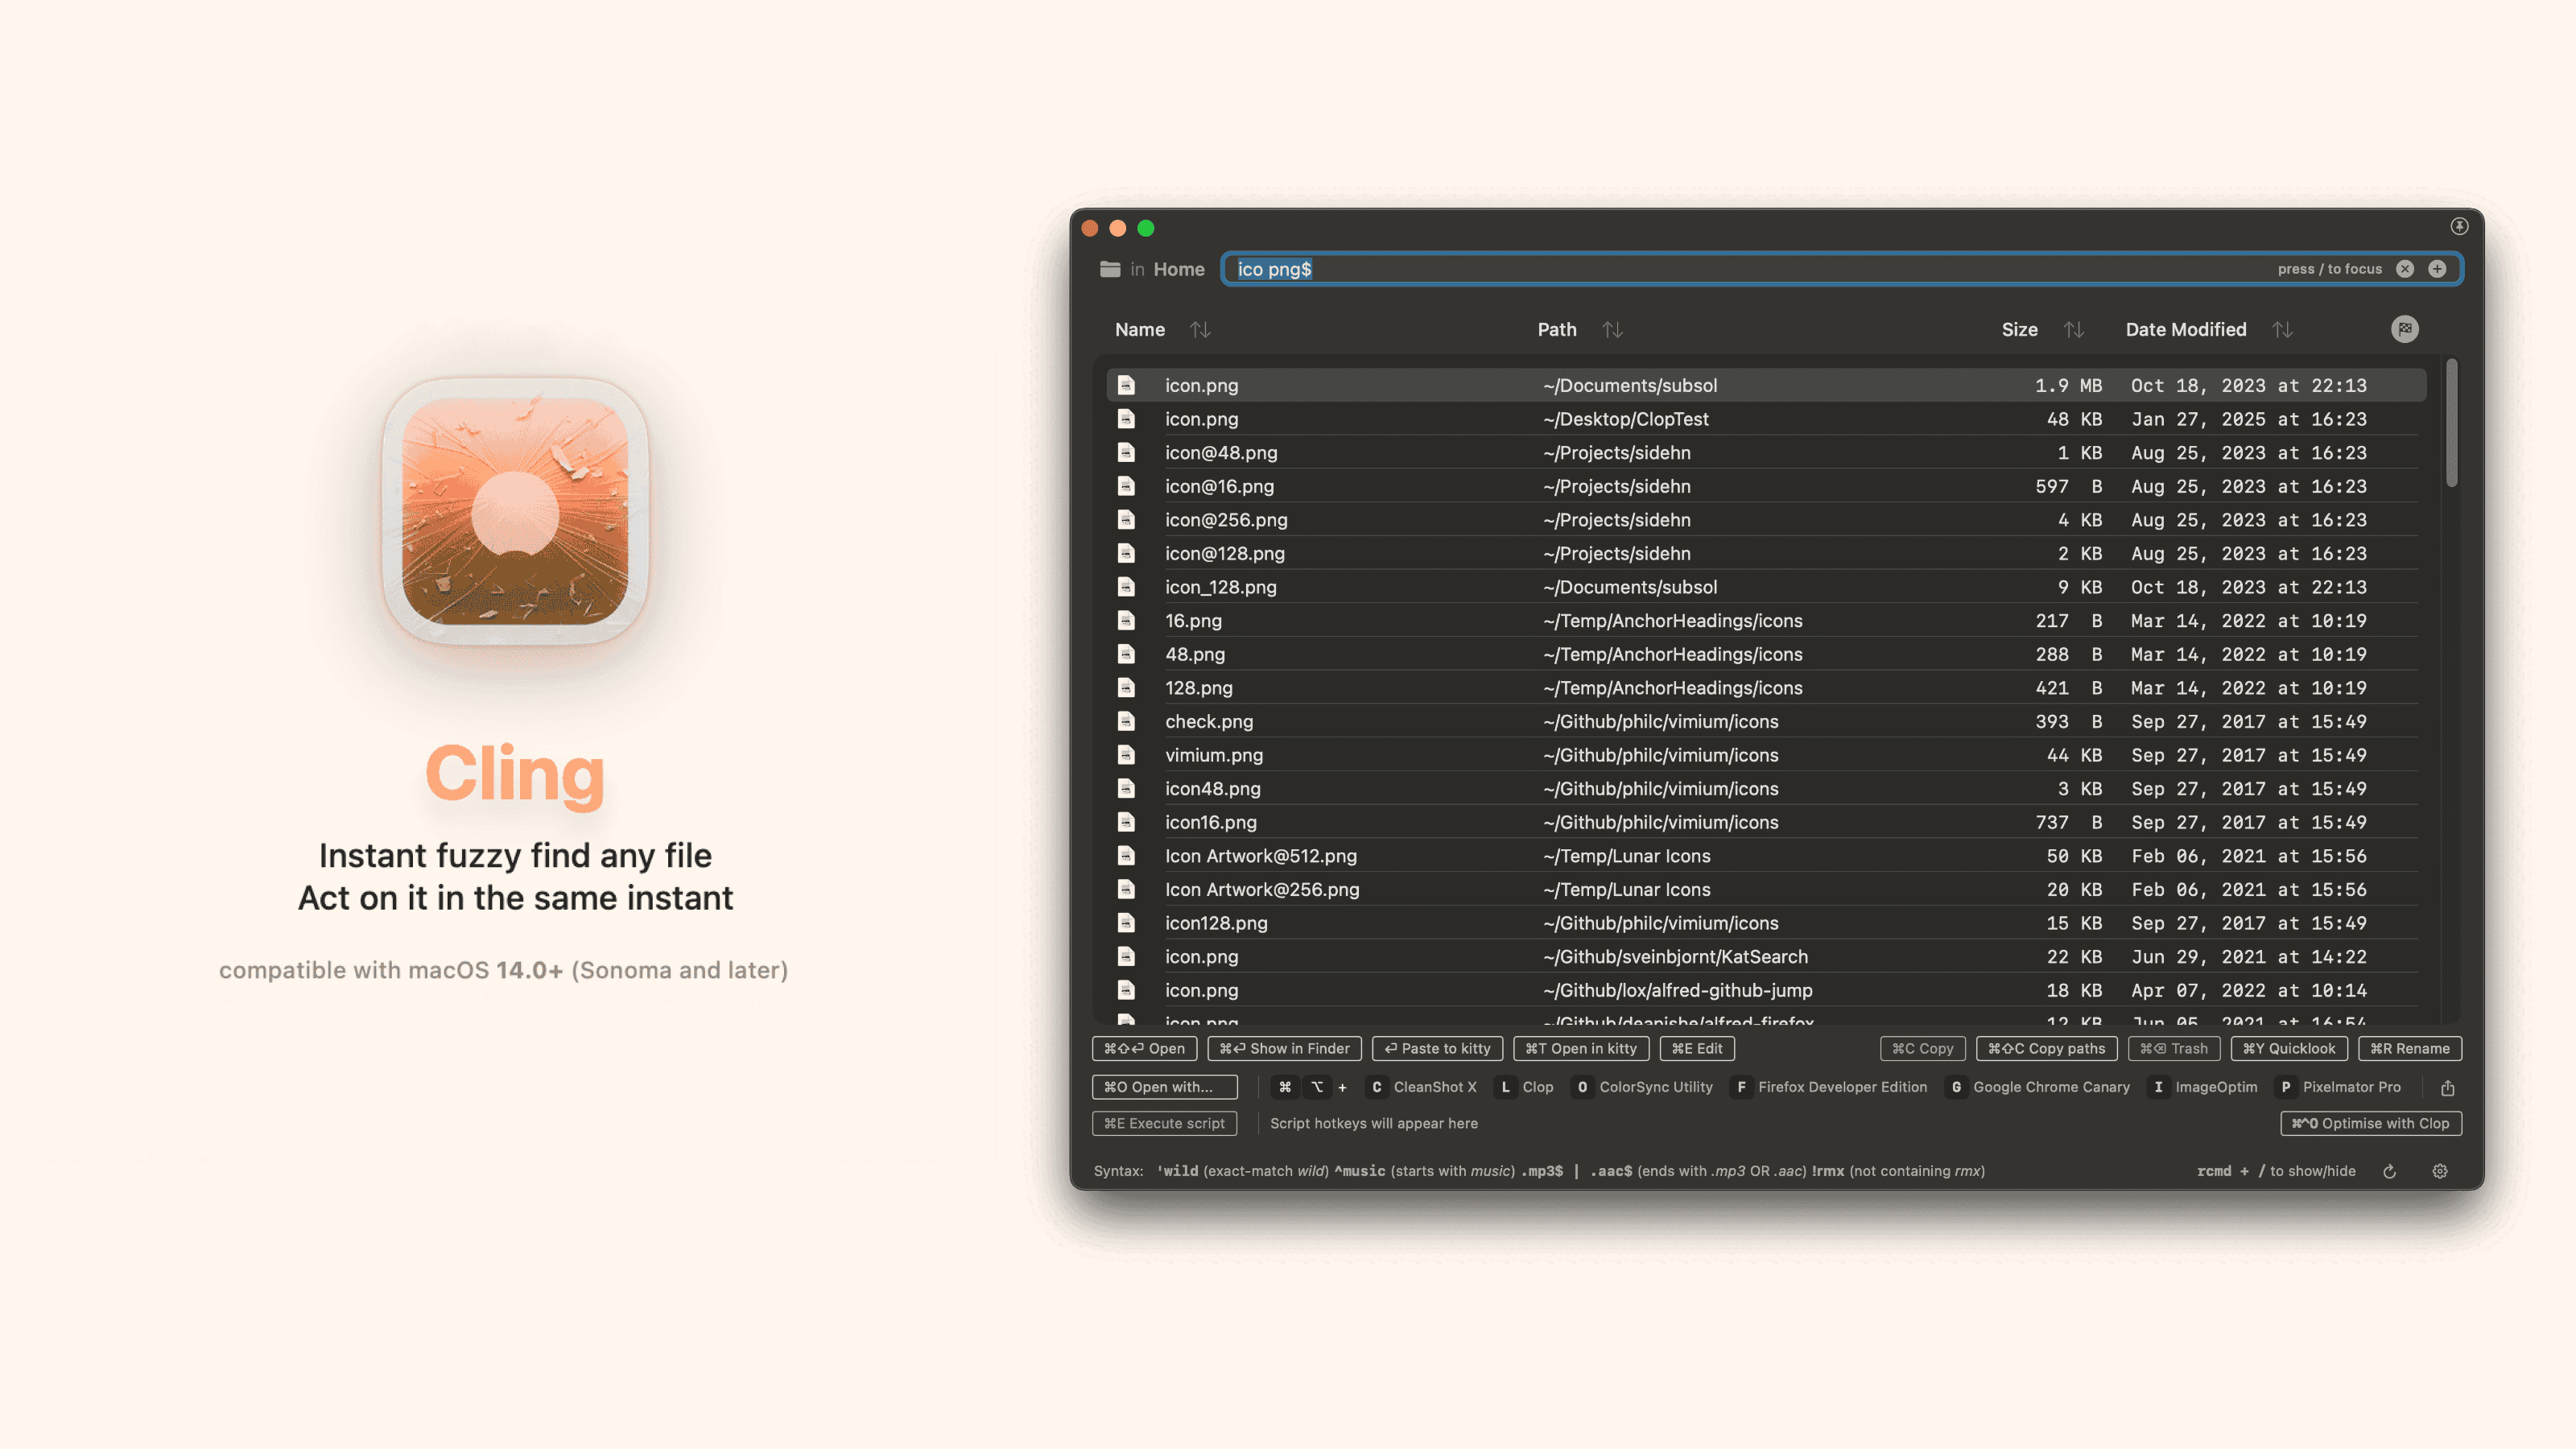 Cling
Instant fuzzy find any file
Act on it in the same instant
compatible with macOS 14.0+ (Sonoma and later)
in Home ico png$ press / to focus
Name Path Size Date Modified
icon.png ~/Documents/subsol 1.9 MB Oct 18, 2023 at 22:13
icon.png ~/Desktop/ClopTest 48 KB Jan 27, 2025 at 16:23
icon@48.png ~/Projects/sidehn 1 KB Aug 25, 2023 at 16:23
icon@16.png ~/Projects/sidehn 597 B Aug 25, 2023 at 16:23
icon@256.png ~/Projects/sidehn 4 KB Aug 25, 2023 at 16:23
icon@128.png ~/Projects/sidehn 2 KB Aug 25, 2023 at 16:23
icon_128.png ~/Documents/subsol 9 KB Oct 18, 2023 at 22:13
16.png ~/Temp/AnchorHeadings/icons 217 B Mar 14, 2022 at 10:19
48.png ~/Temp/AnchorHeadings/icons 288 B Mar 14, 2022 at 10:19
128.png ~/Temp/AnchorHeadings/icons 421 B Mar 14, 2022 at 10:19
check.png ~/Github/philc/vimium/icons 393 B Sep 27, 2017 at 15:49
vimium.png ~/Github/philc/vimium/icons 44 KB Sep 27, 2017 at 15:49
icon48.png ~/Github/philc/vimium/icons 3 KB Sep 27, 2017 at 15:49
icon16.png ~/Github/philc/vimium/icons 737 B Sep 27, 2017 at 15:49
Icon Artwork@512.png ~/Temp/Lunar Icons 50 KB Feb 06, 2021 at 15:56
Icon Artwork@256.png ~/Temp/Lunar Icons 20 KB Feb 06, 2021 at 15:56
icon128.png ~/Github/philc/vimium/icons 15 KB Sep 27, 2017 at 15:49
icon.png ~/Github/sveinbjornt/KatSearch 22 KB Jun 29, 2021 at 14:22
icon.png ~/Github/lox/alfred-github-jump 18 KB Apr 07, 2022 at 10:14
icon.png ~/Github/deanishe/alfred-firefox 12 KB Jun 05, 2021 at 16:54
⌘⇧⏎ Open ⌘⏎ Show in Finder ⏎ Paste to kitty ⌘T Open in kitty ⌘E Edit ⌘C Copy ⌘⇧C Copy paths ⌘⌫ Trash ⌘Y Quicklook ⌘R Rename
⌘O Open with... ⌘ ⌥ + C CleanShot X L Clop O ColorSync Utility F Firefox Developer Edition G Google Chrome Canary I ImageOptim P Pixelmator Pro
⌘E Execute script Script hotkeys will appear here ⌘^O Optimise with Clop
Syntax: 'wild (exact-match wild) ^music (starts with music) .mp3$ | .aac$ (ends with .mp3 OR .aac) !rmx (not containing rmx) rcmd + / to show/hide